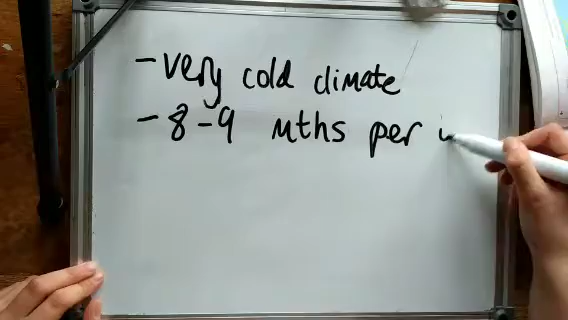 - very cold climate
- 8-9 mths per